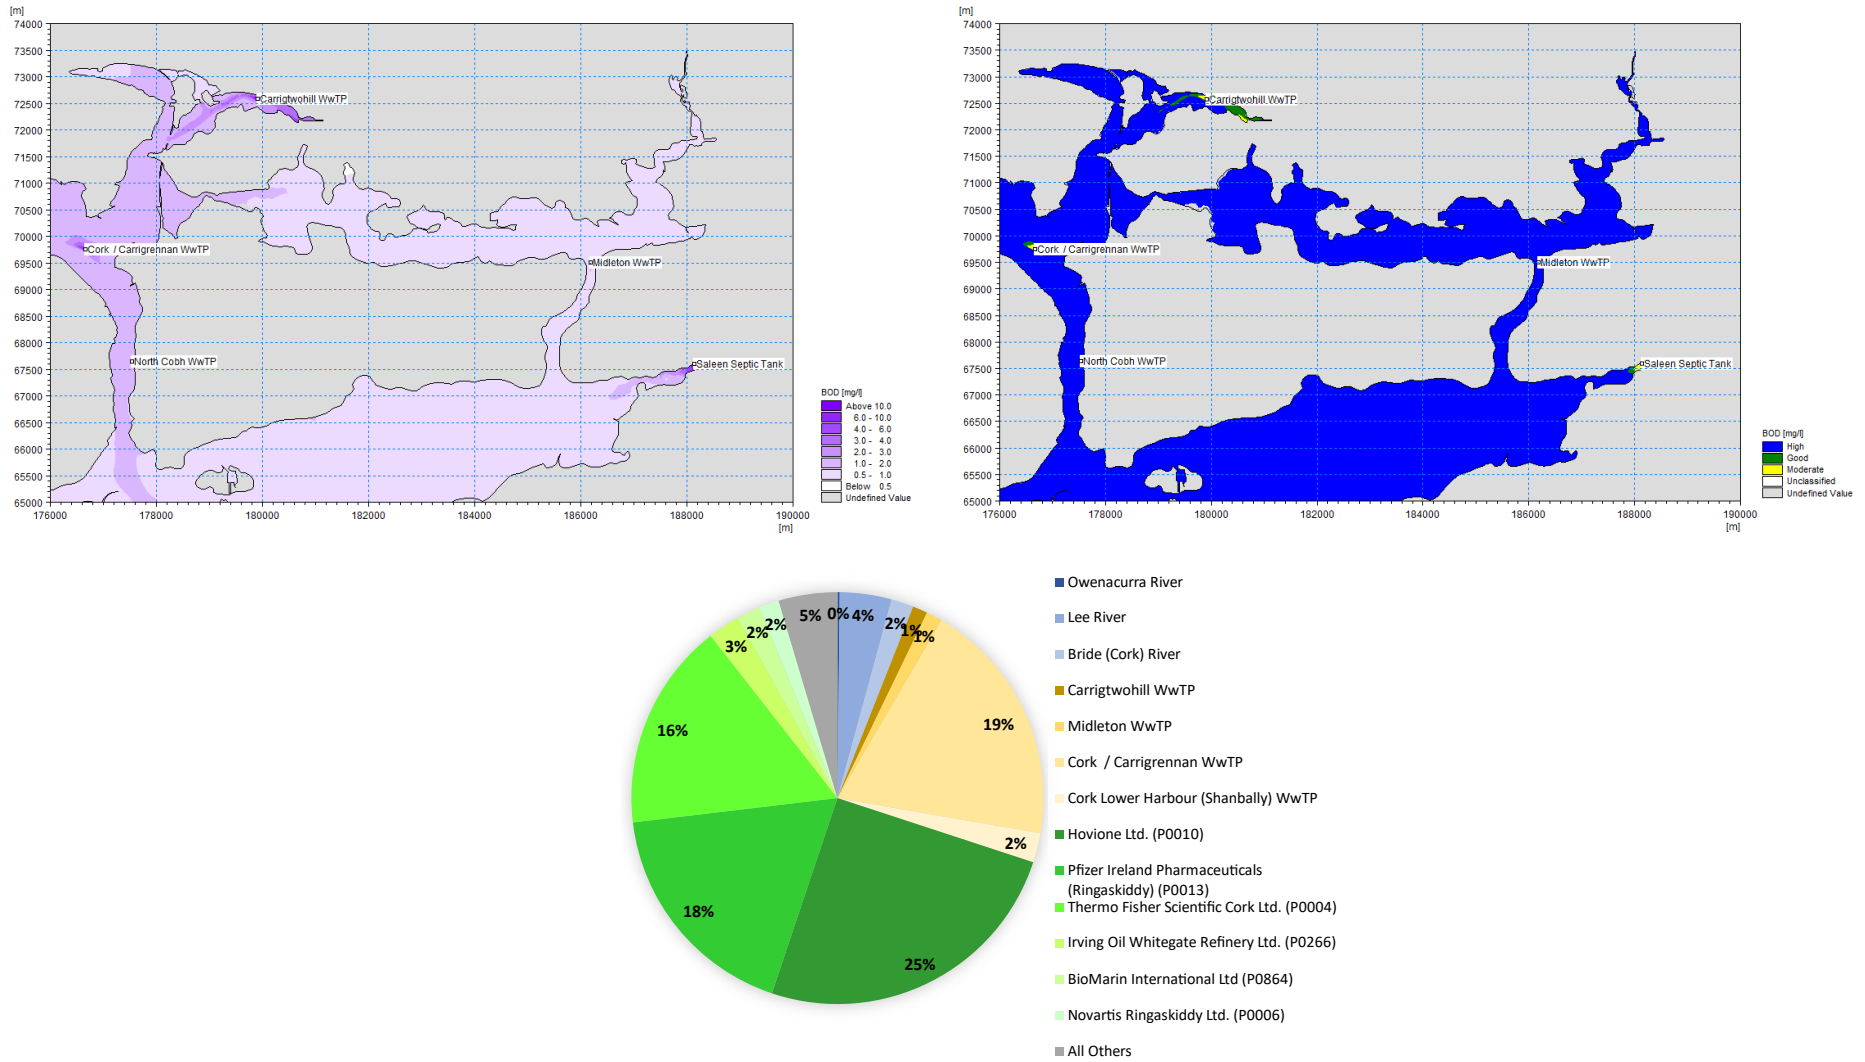 [m]
74000
73500
73000
72500
72000
71500
71000
70500
70000
69500
69000
68500
68000
67500
67000
66500
66000
65500
65000
176000 178000 180000 182000 184000 186000 188000 190000
[m]
Carrigtwohill WwTP
Cork / Carrigrennan WwTP
Midleton WwTP
North Cobh WwTP
Saleen Septic Tank
BOD [mg/l]
Above 10.0
6.0 - 10.0
4.0 - 6.0
3.0 - 4.0
2.0 - 3.0
1.0 - 2.0
0.5 - 1.0
Below 0.5
Undefined Value
[m]
74000
73500
73000
72500
72000
71500
71000
70500
70000
69500
69000
68500
68000
67500
67000
66500
66000
65500
65000
176000 178000 180000 182000 184000 186000 188000 190000
[m]
Carrigtwohill WwTP
Cork / Carrigrennan WwTP
Midleton WwTP
North Cobh WwTP
Saleen Septic Tank
BOD [mg/l]
High
Good
Moderate
Unclassified
Undefined Value
0%
4%
2%
1%
1%
19%
2%
25%
18%
16%
3%
2%
2%
5%
Owenacurra River
Lee River
Bride (Cork) River
Carrigtwohill WwTP
Midleton WwTP
Cork / Carrigrennan WwTP
Cork Lower Harbour (Shanbally) WwTP
Hovione Ltd. (P0010)
Pfizer Ireland Pharmaceuticals
(Ringaskiddy) (P0013)
Thermo Fisher Scientific Cork Ltd. (P0004)
Irving Oil Whitegate Refinery Ltd. (P0266)
BioMarin International Ltd (P0864)
Novartis Ringaskiddy Ltd. (P0006)
All Others